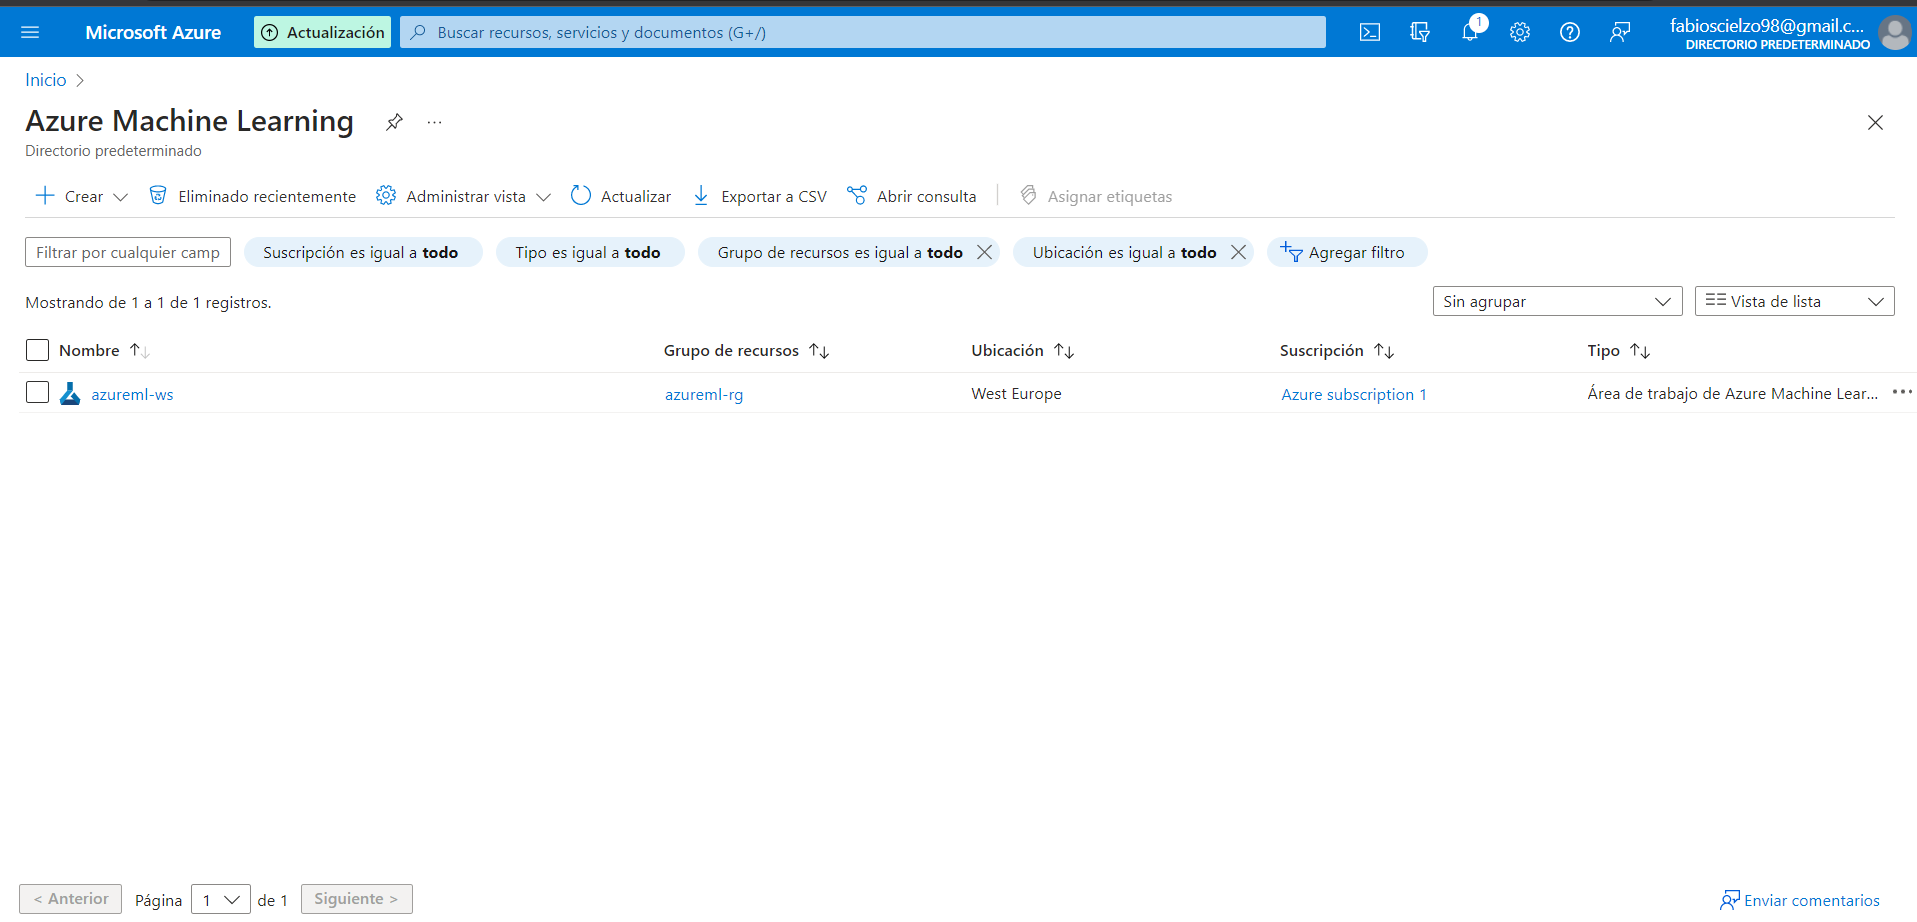 Microsoft Azure
Actualización
Buscar recursos, servicios y documentos (G+/)
1
fabioscielzo98@gmail.c...
DIRECTORIO PREDETERMINADO
Inicio >
Azure Machine Learning
...
Directorio predeterminado
Crear
Eliminado recientemente
Administrar vista
Actualizar
Exportar a CSV
Abrir consulta
Asignar etiquetas
Filtrar por cualquier camp
Suscripción es igual a todo
Tipo es igual a todo
Grupo de recursos es igual a todo
Ubicación es igual a todo
Agregar filtro
Mostrando de 1 a 1 de 1 registros.
Sin agrupar
Vista de lista
Nombre
Grupo de recursos
Ubicación
Suscripción
Tipo
azureml-ws
azureml-rg
West Europe
Azure subscription 1
Área de trabajo de Azure Machine Lear...
< Anterior
Página
1
de 1
Siguiente >
Enviar comentarios